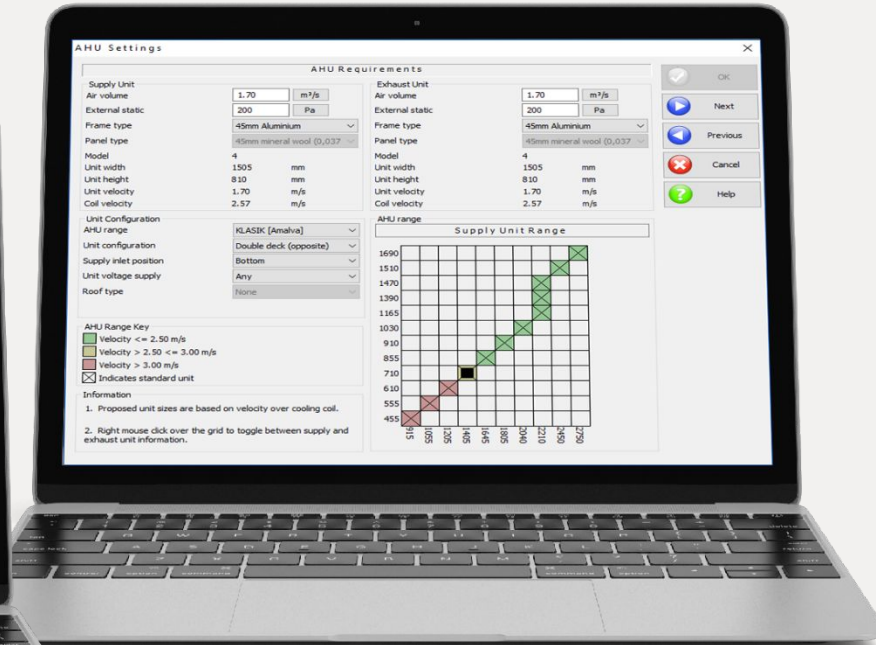 AHU Settings
AHU Requirements
Supply Unit
Air volume 1.70 m³/s
External static 200 Pa
Frame type 45mm Aluminium
Panel type 45mm mineral wool (0,037
Model 4
Unit width 1505 mm
Unit height 810 mm
Unit velocity 1.70 m/s
Coil velocity 2.57 m/s
Exhaust Unit
Air volume 1.70 m³/s
External static 200 Pa
Frame type 45mm Aluminium
Panel type 45mm mineral wool (0,037
Model 4
Unit width 1505 mm
Unit height 810 mm
Unit velocity 1.70 m/s
Coil velocity 2.57 m/s
OK
Next
Previous
Cancel
Help
Unit Configuration
AHU range KLASIK [Amalva]
Unit configuration Double deck (opposite)
Supply inlet position Bottom
Unit voltage supply Any
Roof type None
AHU Range Key
Velocity <= 2.50 m/s
Velocity > 2.50 <= 3.00 m/s
Velocity > 3.00 m/s
Indicates standard unit
Information
1. Proposed unit sizes are based on velocity over cooling coil.
2. Right mouse click over the grid to toggle between supply and
exhaust unit information.
AHU range
Supply Unit Range
1690
1510
1470
1390
1165
1030
910
855
710
610
555
455
915 1055 1205 1405 1645 1885 2040 2210 2450 2750